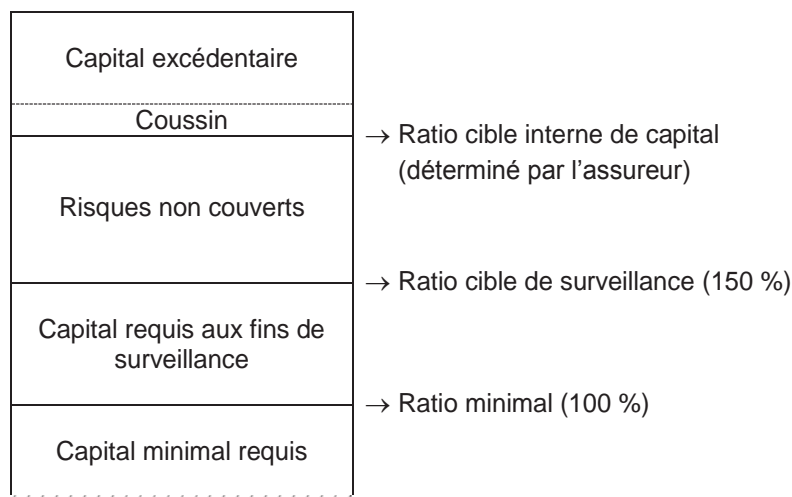 Capital excédentaire
Coussin
→ Ratio cible interne de capital
(déterminé par l'assureur)
Risques non couverts
→ Ratio cible de surveillance (150 %)
Capital requis aux fins de
surveillance
→ Ratio minimal (100 %)
Capital minimal requis